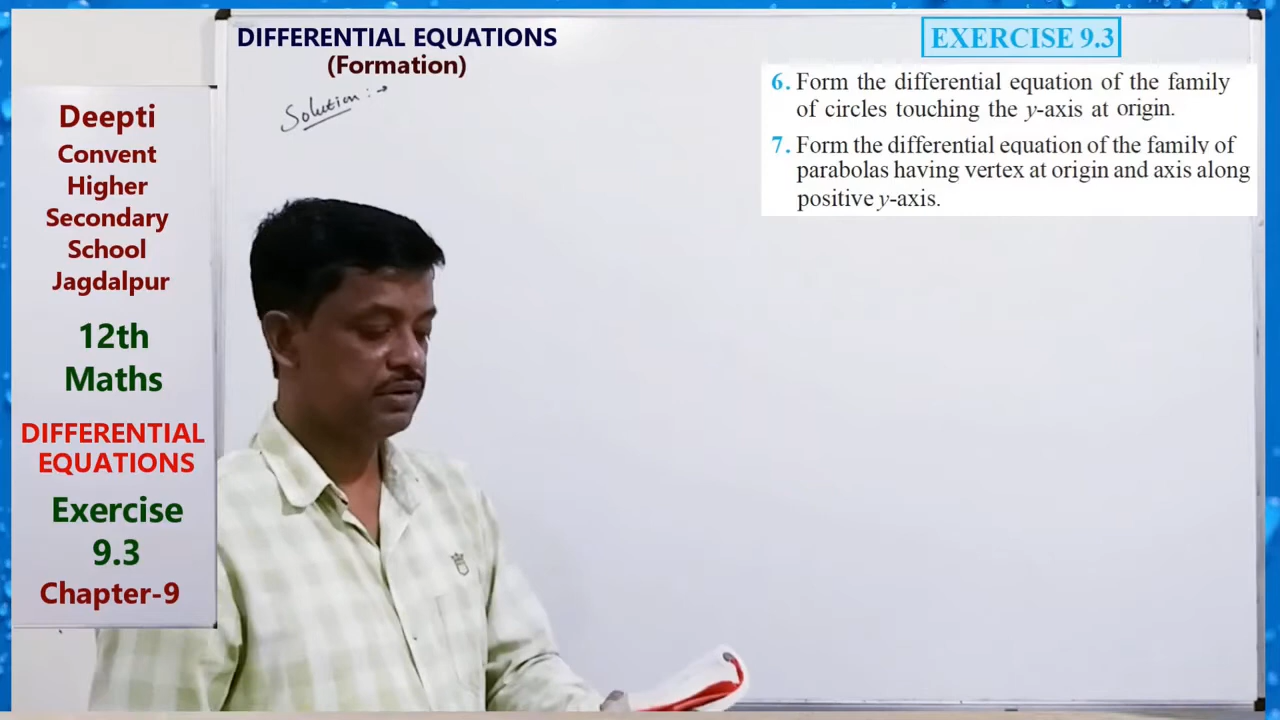 DIFFERENTIAL EQUATIONS
(Formation)
Solution :→
EXERCISE 9.3
6. Form the differential equation of the family
of circles touching the y-axis at origin.
7. Form the differential equation of the family of
parabolas having vertex at origin and axis along
positive y-axis.
Deepti
Convent
Higher
Secondary
School
Jagdalpur
12th
Maths
DIFFERENTIAL
EQUATIONS
Exercise
9.3
Chapter-9